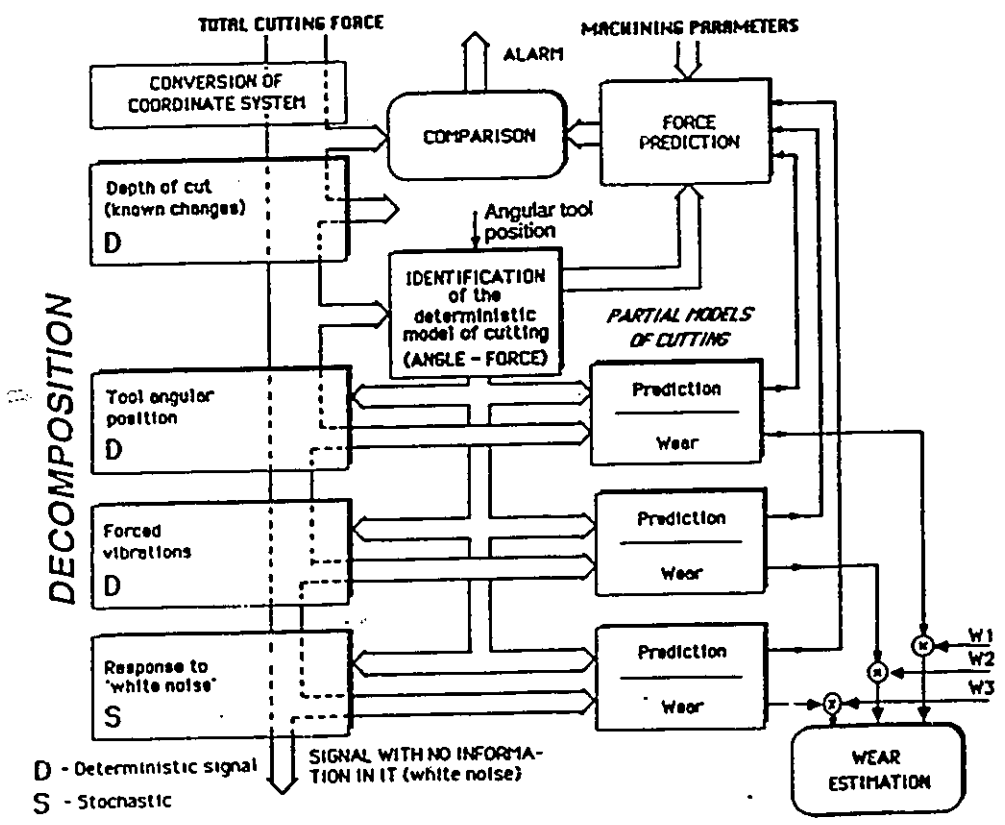 TOTAL CUTTING FORCE
MACHINING PARAMETERS
ALARM
CONVERSION OF
COORDINATE SYSTEM
COMPARISON
FORCE
PREDICTION
Depth of cut
(known changes)
D
Angular tool
position
IDENTIFICATION
of the
deterministic
model of cutting
(ANGLE - FORCE)
PARTIAL MODELS
OF CUTTING
DECOMPOSITION
Tool angular
position
D
Prediction
Wear
Forced
vibrations
D
Prediction
Wear
Response to
"white noise"
S
Prediction
Wear
x
W1
x
W2
x
W3
WEAR
ESTIMATION
SIGNAL WITH NO INFORMA-
TION IN IT (white noise)
D - Deterministic signal
S - Stochastic